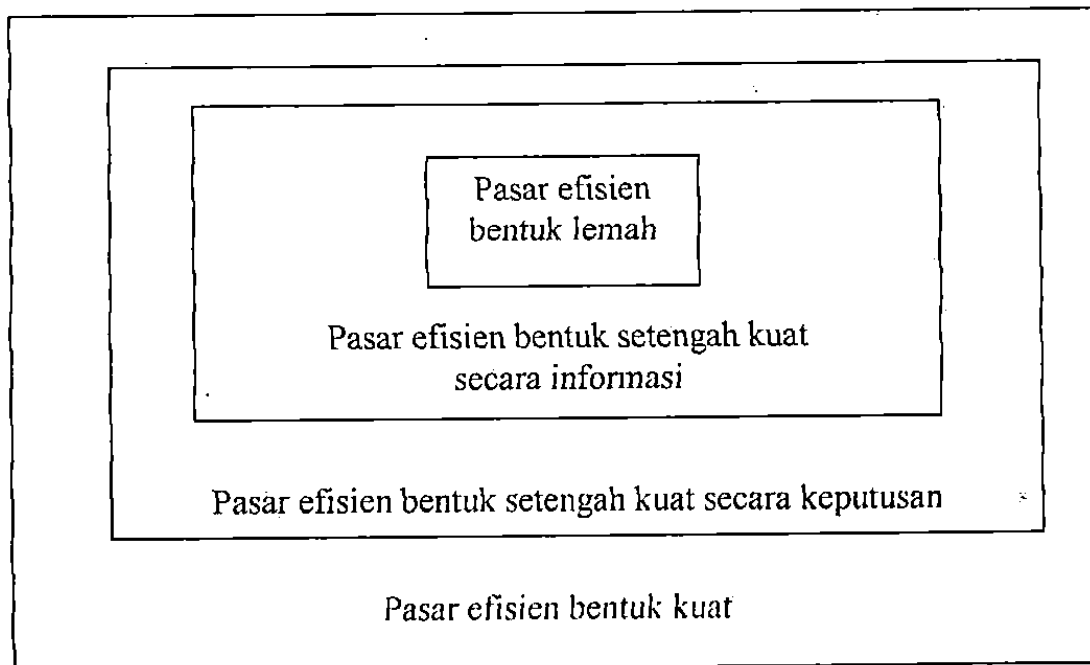 Pasar efisien
bentuk lemah
Pasar efisien bentuk setengah kuat
secara informasi
Pasar efisien bentuk setengah kuat secara keputusan
Pasar efisien bentuk kuat